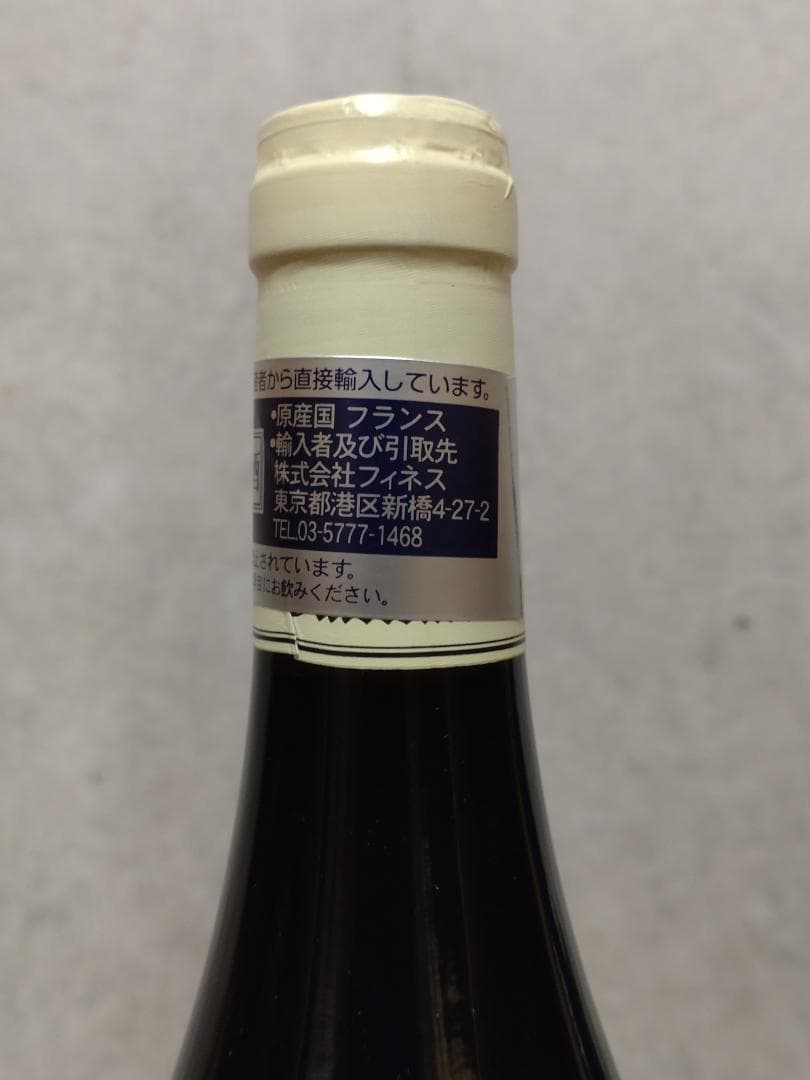 者から直接輸入しています。
•原産国 フランス
•輸入者及び引取先
株式会社フィネス
東京都港区新橋4-27-2
TEL.03-5777-1468
されています。
にお飲みください。
酒